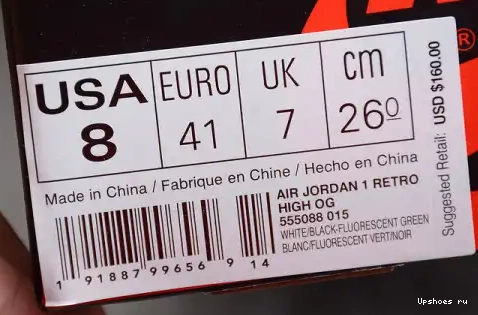 USA EURO UK cm
8 41 7 26⁰
Made in China / Fabrique en Chine / Hecho en China
AIR JORDAN 1 RETRO
HIGH OG
555088 015
WHITE/BLACK-FLUORESCENT GREEN
BLANC/FLUORESCENT VERT/NOIR
1 91887 99656 9 14
Suggested Retail: USD $160.00
®
Upshoes ru